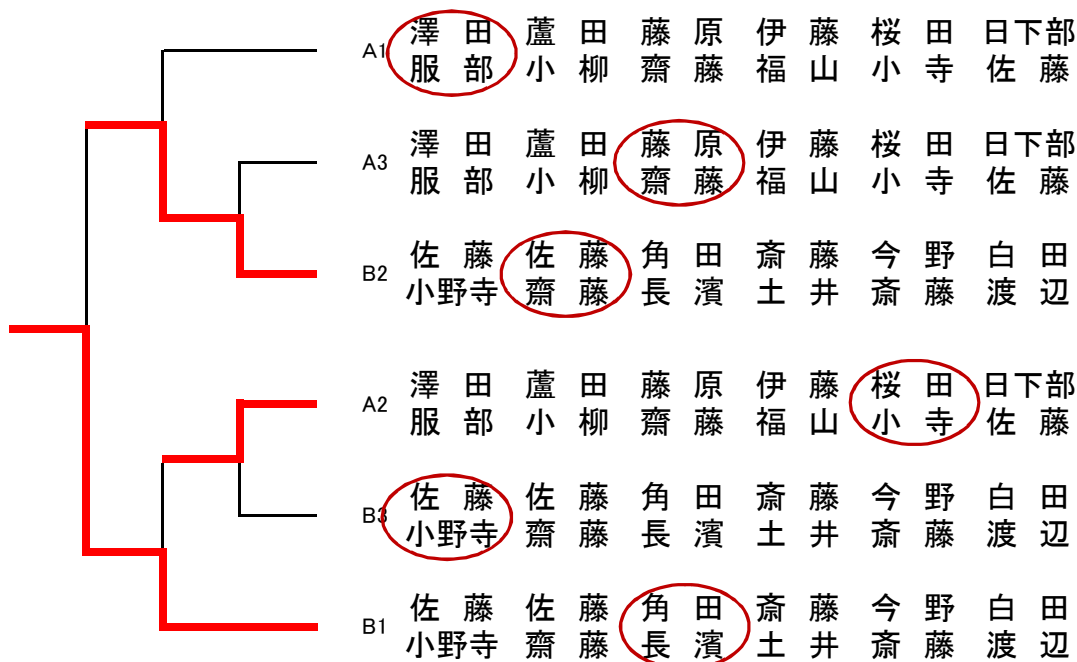 澤 田 蘆 田 藤 原 伊 藤 桜 田 日下部
A1
服 部 小 柳 齋 藤 福 山 小 寺 佐 藤
澤 田 蘆 田 藤 原 伊 藤 桜 田 日下部
A3
服 部 小 柳 齋 藤 福 山 小 寺 佐 藤
佐 藤 佐 藤 角 田 斎 藤 今 野 白 田
B2
小野寺 齋 藤 長 濱 土 井 斎 藤 渡 辺
澤 田 蘆 田 藤 原 伊 藤 桜 田 日下部
A2
服 部 小 柳 齋 藤 福 山 小 寺 佐 藤
佐 藤 佐 藤 角 田 斎 藤 今 野 白 田
B3
小野寺 齋 藤 長 濱 土 井 斎 藤 渡 辺
佐 藤 佐 藤 角 田 斎 藤 今 野 白 田
B1
小野寺 齋 藤 長 濱 土 井 斎 藤 渡 辺